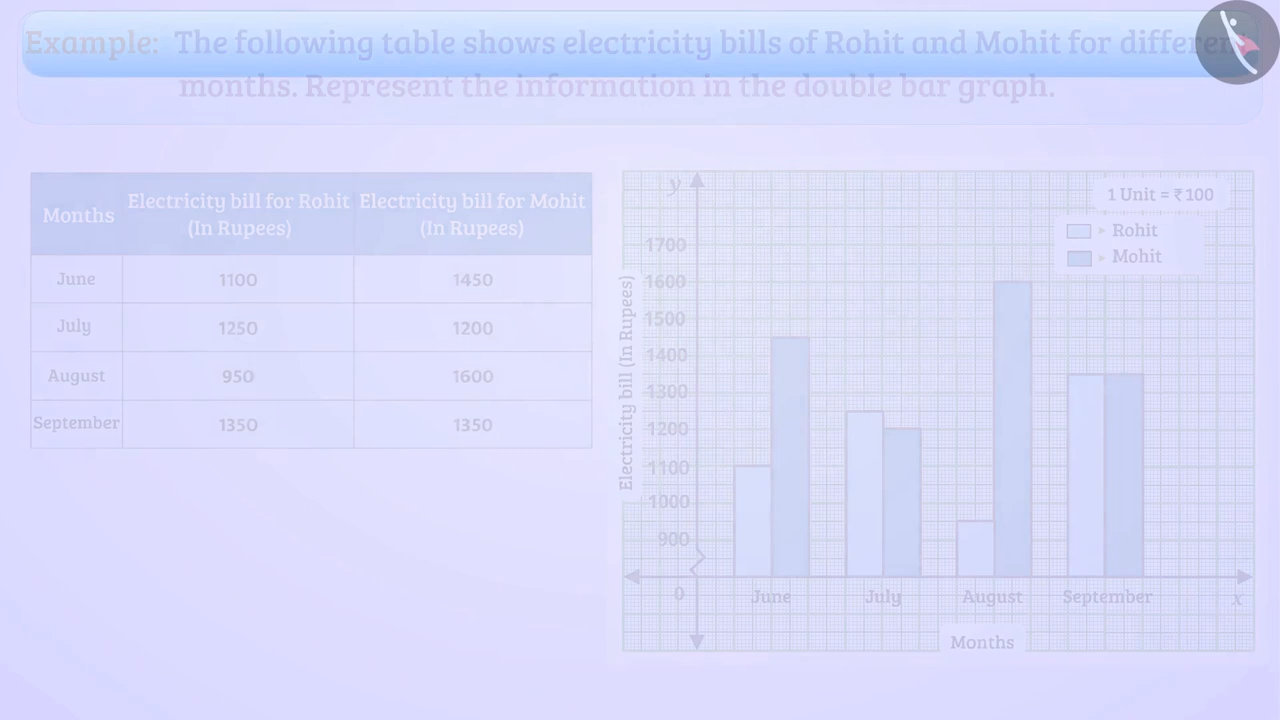 Example: The following table shows electricity bills of Rohit and Mohit for different
months. Represent the information in the double bar graph.
Months
Electricity bill for Rohit
(In Rupees)
Electricity bill for Mohit
(In Rupees)
June 1100 1450
July 1250 1200
August 950 1600
September 1350 1350
y
1 Unit = ₹100
Rohit
Mohit
Electricity bill (In Rupees)
1700
1600
1500
1400
1300
1200
1100
1000
900
0
June July August September x
Months